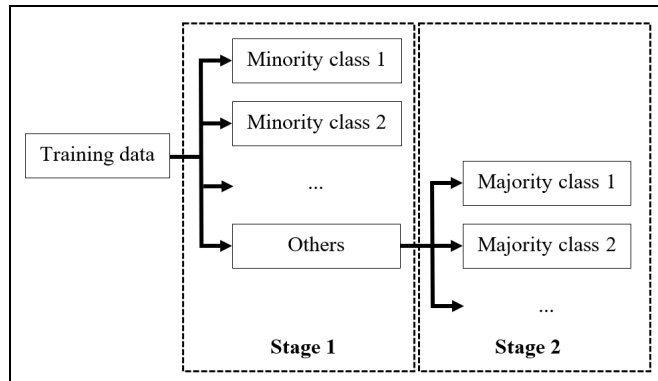 Minority class 1
Minority class 2
Training data
...
Others
Majority class 1
Majority class 2
...
Stage 1
Stage 2